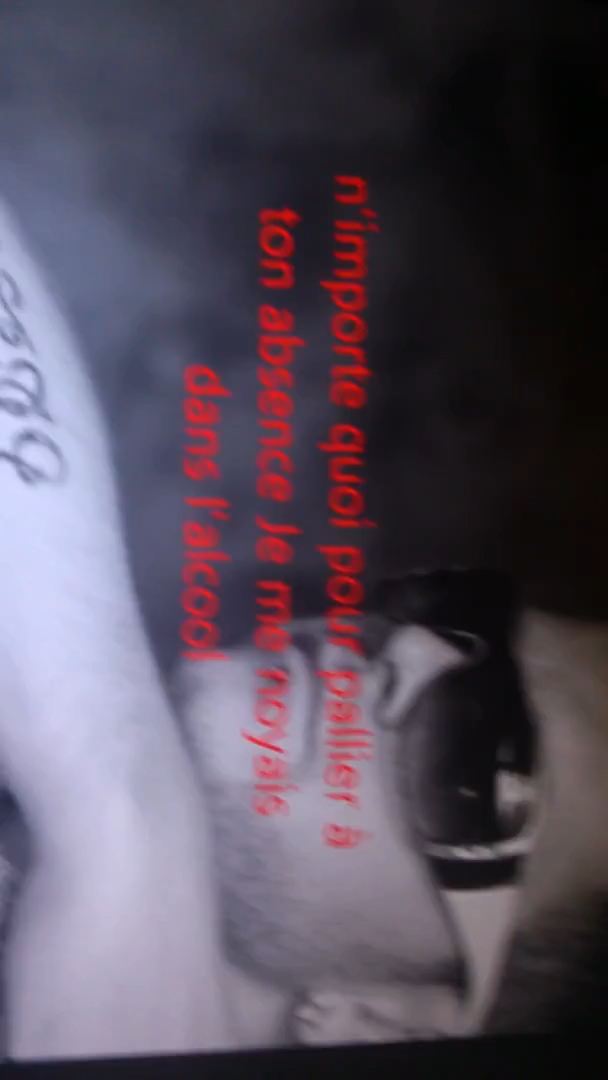 n'importe quoi pour pallier à
ton absence Je me noyais
dans l'alcool